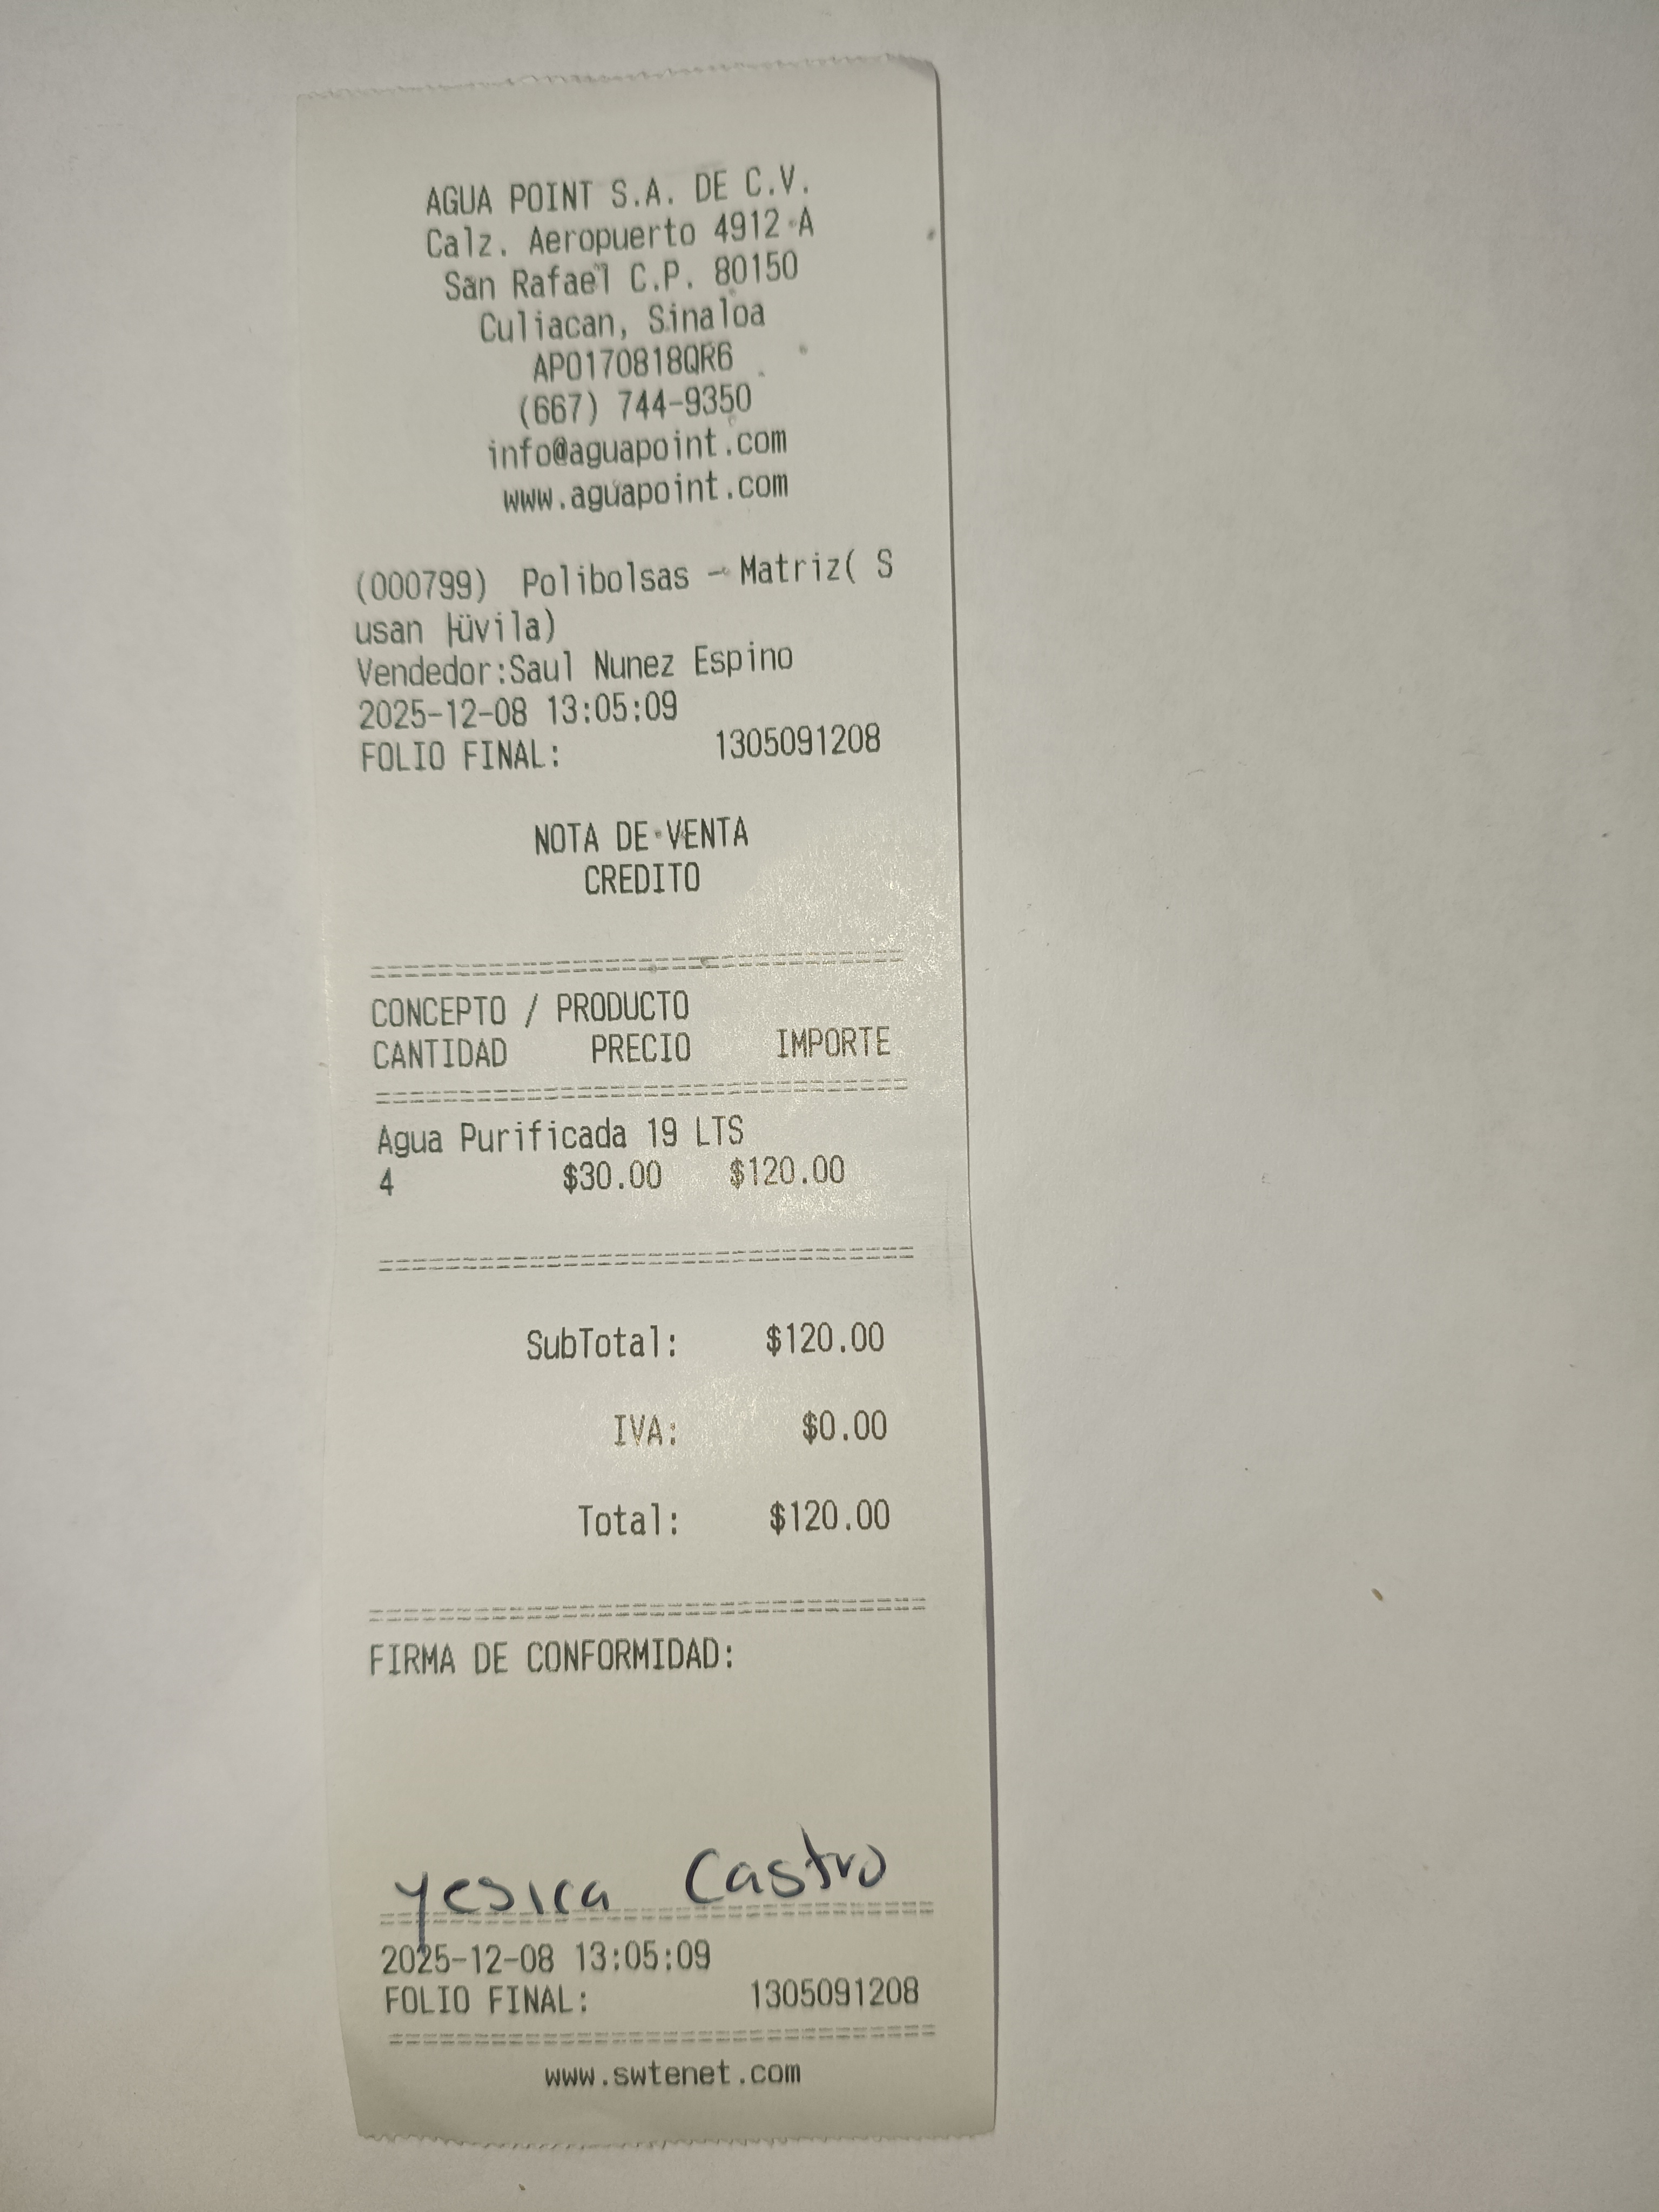 AGUA POINT S.A. DE C.V.
Calz. Aeropuerto 4912 A
San Rafael C.P. 80150
Culiacan, Sinaloa
APO170818QR6
(667) 744-9350
info@aguapoint.com
www.aguapoint.com
(000799) Polibolsas - Matriz( S
usan ├üvila)
Vendedor:Saul Nunez Espino
2025-12-08 13:05:09
FOLIO FINAL: 1305091208
NOTA DE VENTA
CREDITO
CONCEPTO / PRODUCTO
CANTIDAD PRECIO IMPORTE
Agua Purificada 19 LTS
4 $30.00 $120.00
SubTotal: $120.00
IVA: $0.00
Total: $120.00
FIRMA DE CONFORMIDAD:
Yesica Castro
2025-12-08 13:05:09
FOLIO FINAL: 1305091208
www.swtenet.com